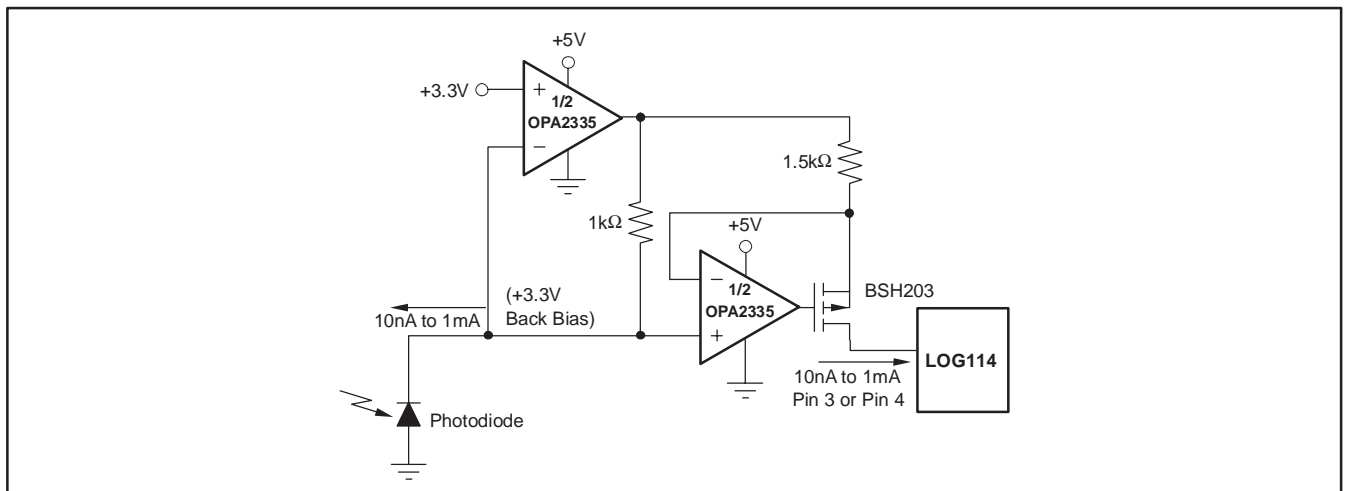 +5V
+3.3V
+
1/2
OPA2335
−
1.5kΩ
1kΩ
+5V
−
1/2
OPA2335
+
BSH203
(+3.3V
Back Bias)
10nA to 1mA
LOG114
10nA to 1mA
Pin 3 or Pin 4
Photodiode